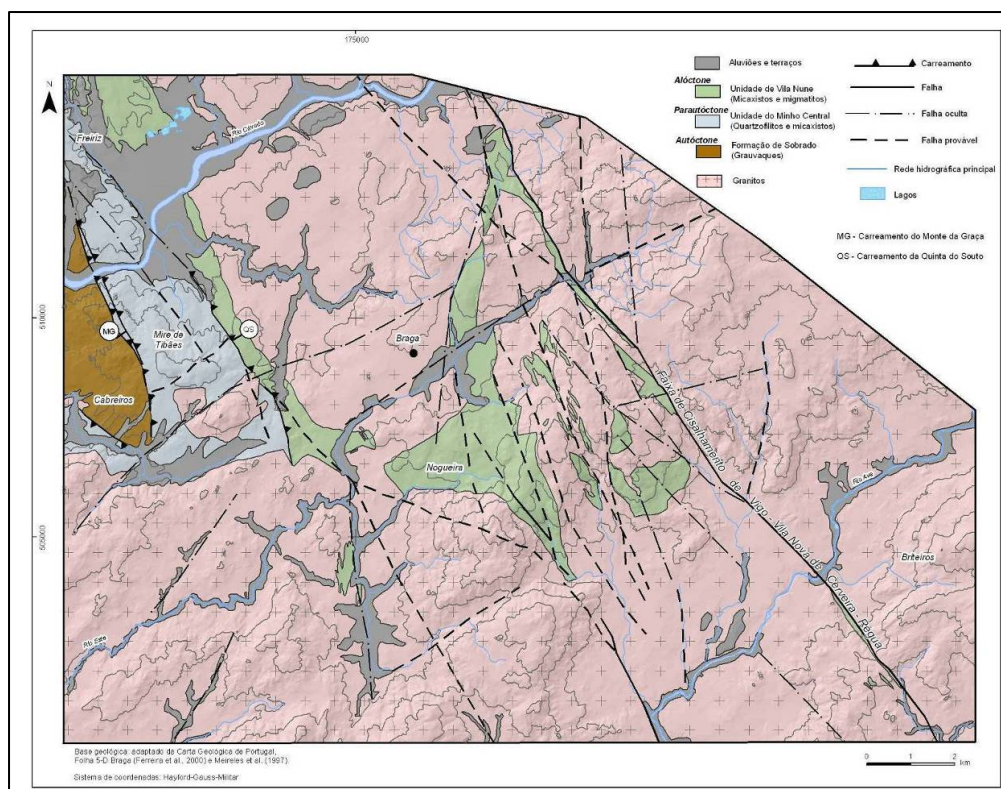 175000
N
Aluviões e terraços
Alóctone
Unidade de Vila Nune
(Micaxistos e migmatitos)
Parautóctone
Unidade do Minho Central
(Quartzofilitos e micaxistos)
Autóctone
Formação de Sobrado
(Grauvaques)
Granitos
Carreamento
Falha
Falha oculta
Falha provável
Rede hidrográfica principal
Lagos
MG - Carreamento do Monte da Graça
QS - Carreamento da Quinta do Souto
Freiriz
Rio Cávado
510000
MG
QS
Mire de
Tibães
Braga
Cabreiros
Faixa de Cisalhamento de Vigo - Vila Nova de Cerveira - Régua
Nogueira
Rio Ave
505000
Briteiros
Rio Este
Base geológica: adaptado da Carta Geológica de Portugal,
Folha 5-D Braga (Ferreira et al., 2000) e Meireles et al. (1997).
Sistema de coordenadas: Hayford-Gauss-Militar
0 1 2
km